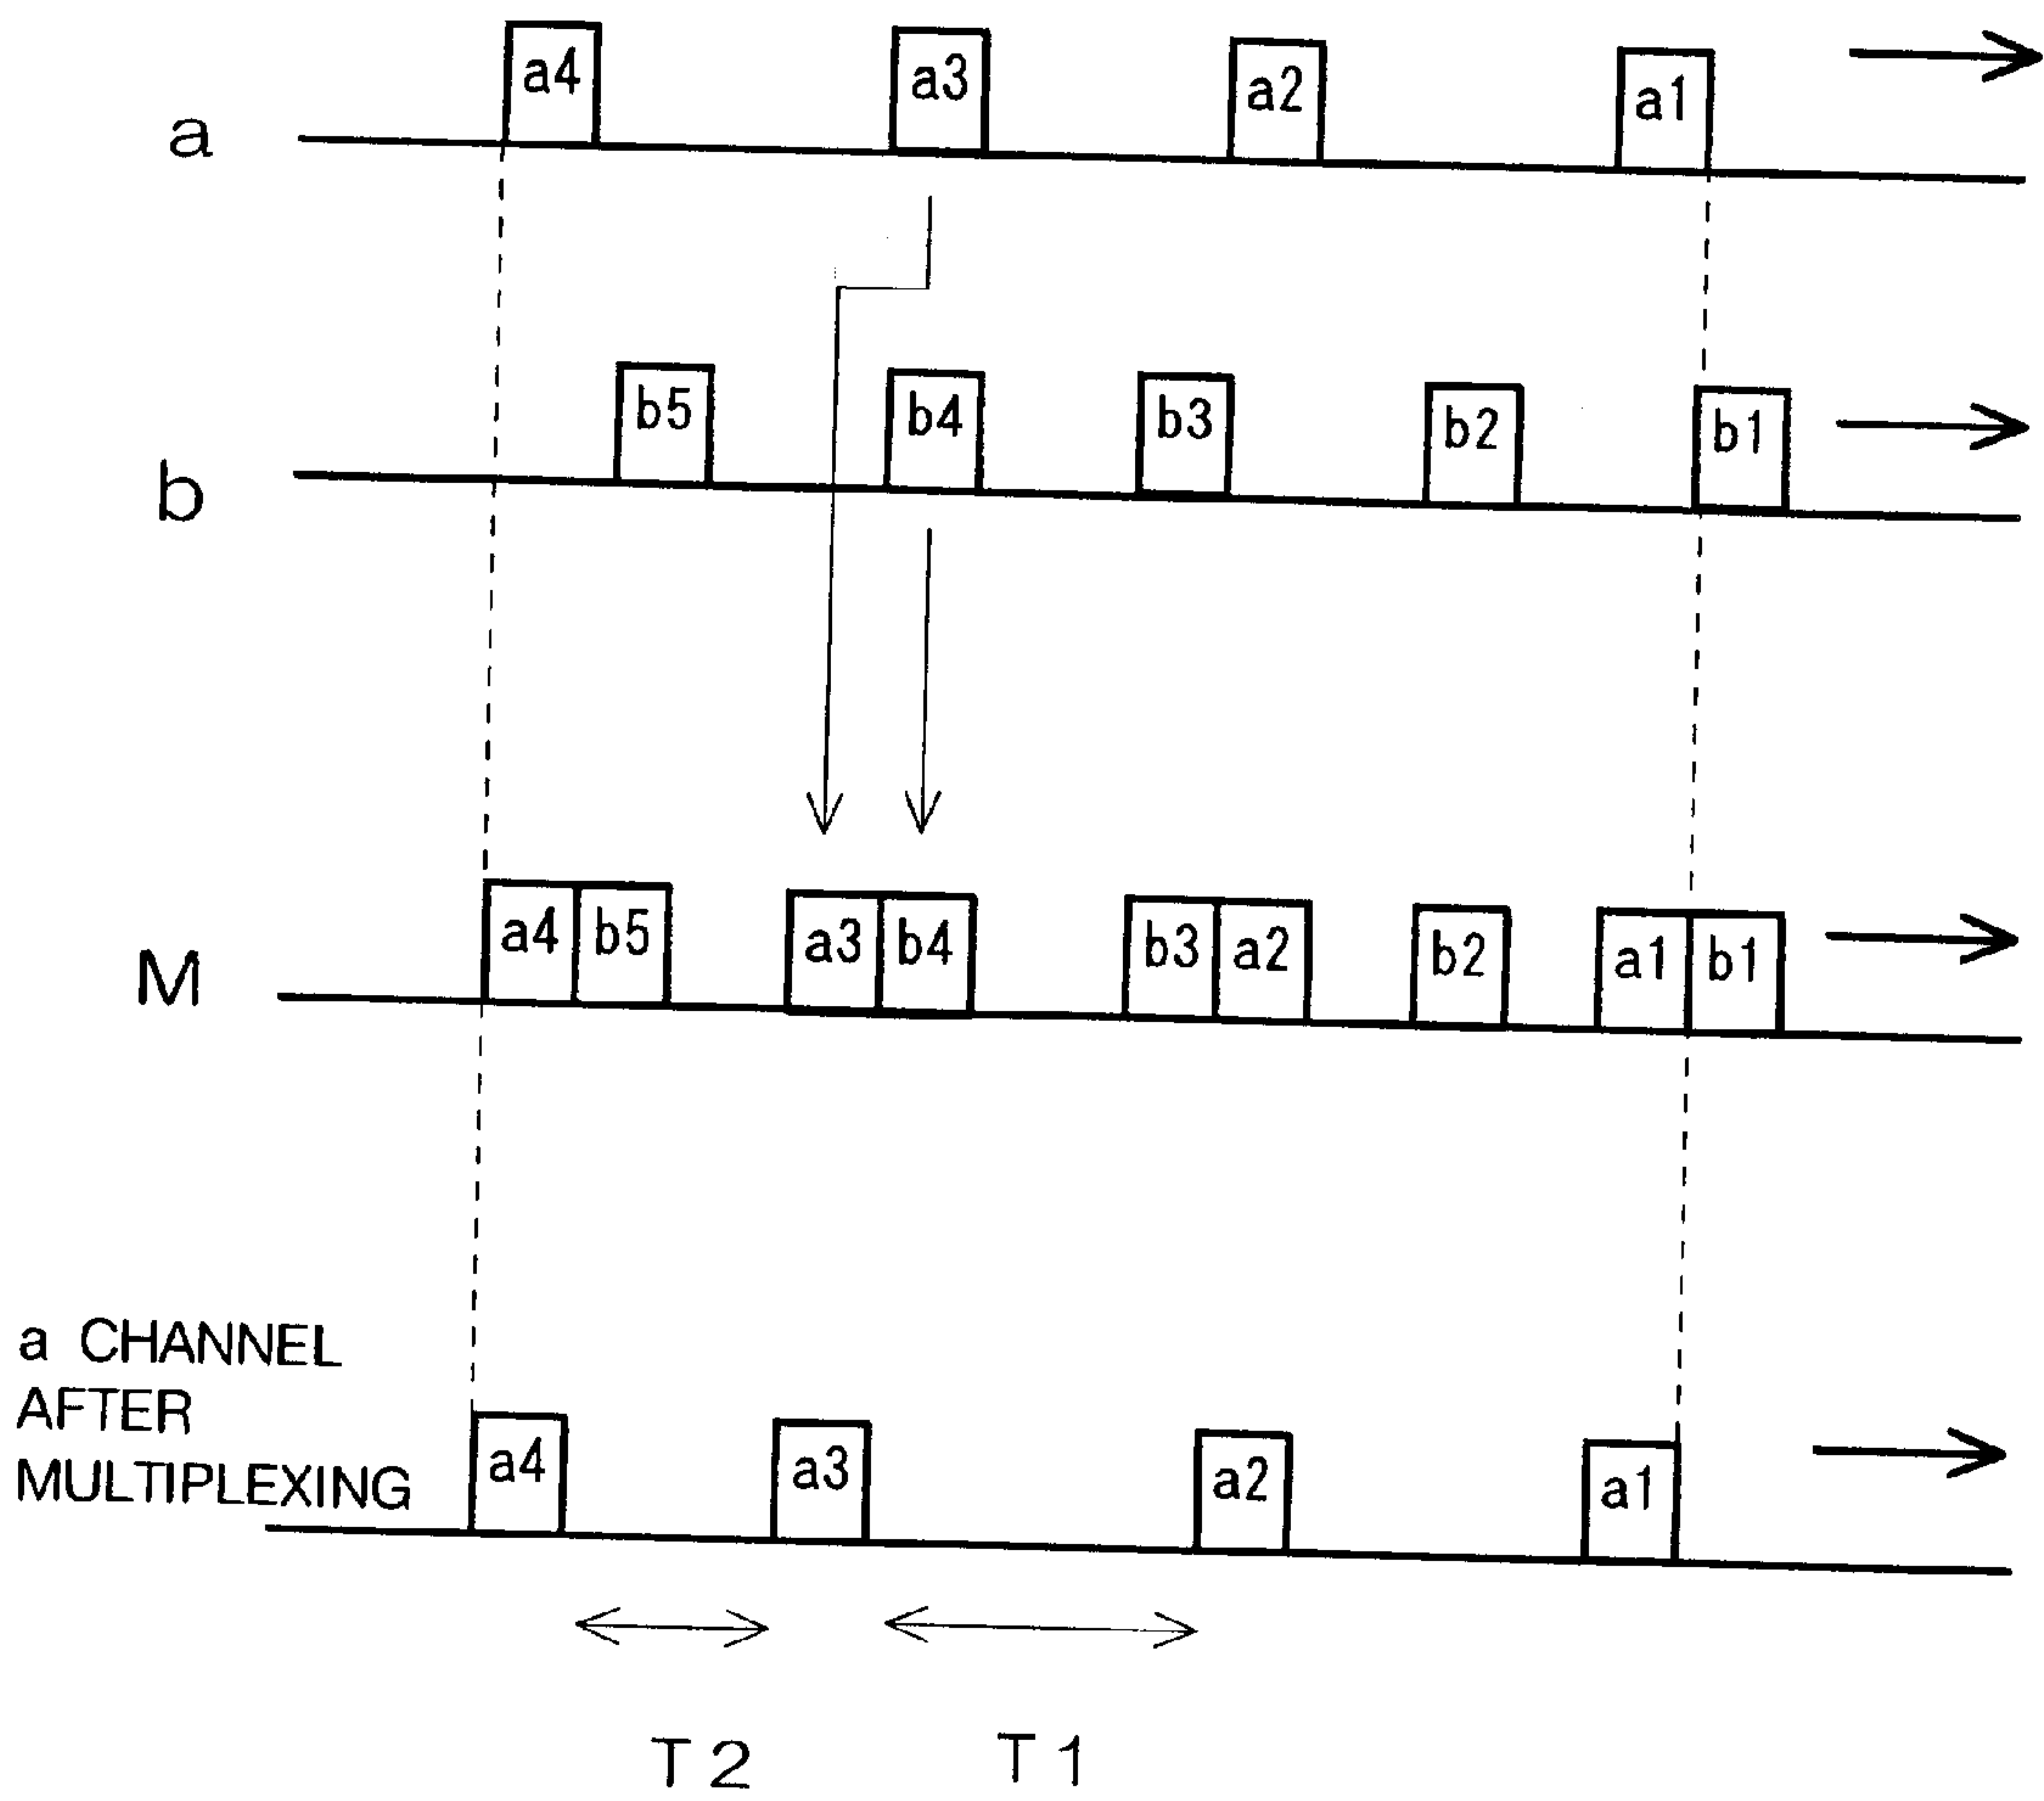 a4 a3 a2 a1
a
b5 b4 b3 b2 b1
b
a4 b5 a3 b4 b3 a2 b2 a1 b1
M
a CHANNEL
AFTER
MULTIPLEXING
a4 a3 a2 a1
T2 T1